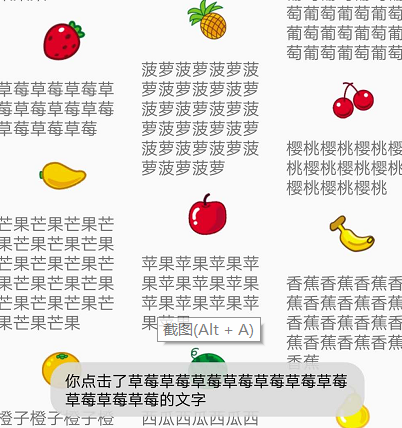 草莓草莓草莓草
莓草莓草莓草莓
草莓草莓草莓
芒果芒果芒果芒
果芒果芒果芒果
芒果芒果芒果芒
果芒果芒果芒果
芒果芒果芒果芒
果芒果芒果
橙子橙子橙子橙
菠萝菠萝菠萝菠
萝菠萝菠萝菠萝
菠萝菠萝菠萝菠
萝菠萝菠萝菠萝
菠萝菠萝菠萝菠
萝菠萝菠萝
苹果苹果苹果苹
果苹果苹果苹果
苹果苹果苹果苹
果
截图(Alt + A)
西瓜西瓜西瓜西
萄葡萄葡萄葡萄
葡萄葡萄葡萄葡
萄葡萄葡萄葡萄
樱桃樱桃樱桃樱
桃樱桃樱桃樱桃
樱桃樱桃樱桃
香蕉香蕉香蕉香
蕉香蕉香蕉香蕉
香蕉香蕉香蕉香
蕉香蕉香蕉香蕉
香蕉
你点击了草莓草莓草莓草莓草莓草莓草莓
草莓草莓草莓的文字